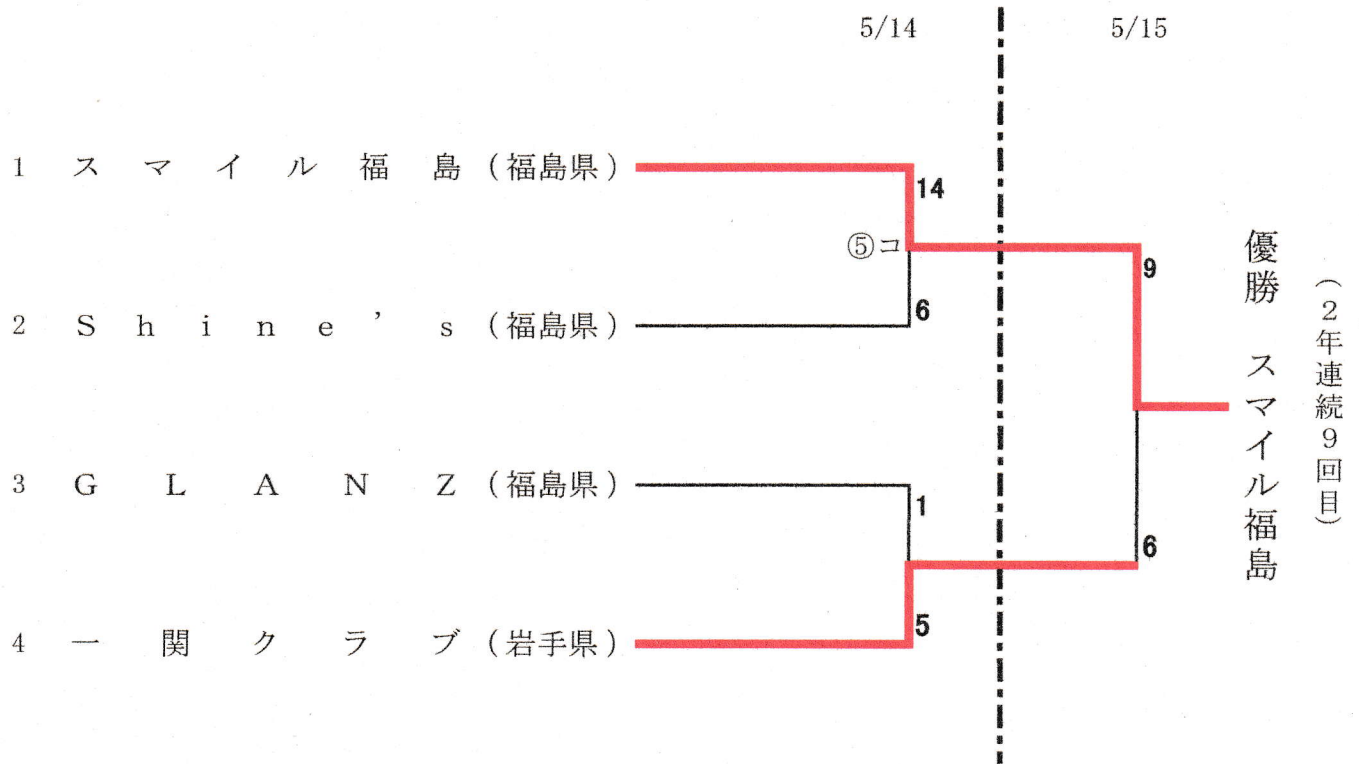 5/14
5/15
1 スマイル福島(福島県)
14
⑤コ
2 Shine’s(福島県)
6
3 GLANZ(福島県)
1
4 一関クラブ(岩手県)
5
9
6
優勝 スマイル福島
(2年連続9回目)